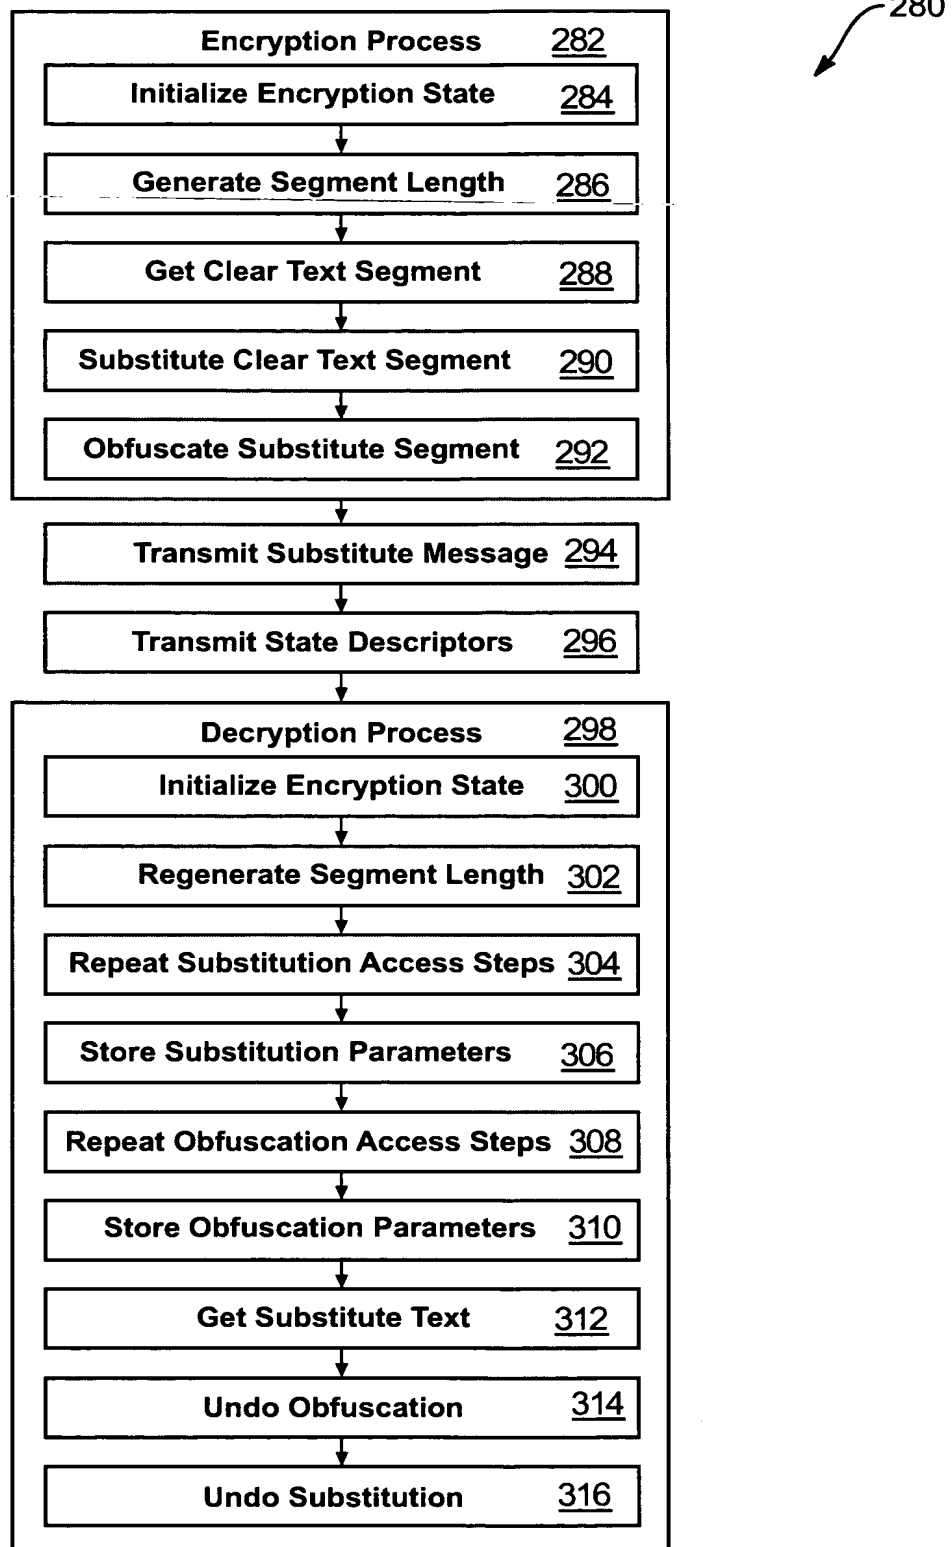 280
Encryption Process 282
Initialize Encryption State 284
Generate Segment Length 286
Get Clear Text Segment 288
Substitute Clear Text Segment 290
Obfuscate Substitute Segment 292
Transmit Substitute Message 294
Transmit State Descriptors 296
Decryption Process 298
Initialize Encryption State 300
Regenerate Segment Length 302
Repeat Substitution Access Steps 304
Store Substitution Parameters 306
Repeat Obfuscation Access Steps 308
Store Obfuscation Parameters 310
Get Substitute Text 312
Undo Obfuscation 314
Undo Substitution 316